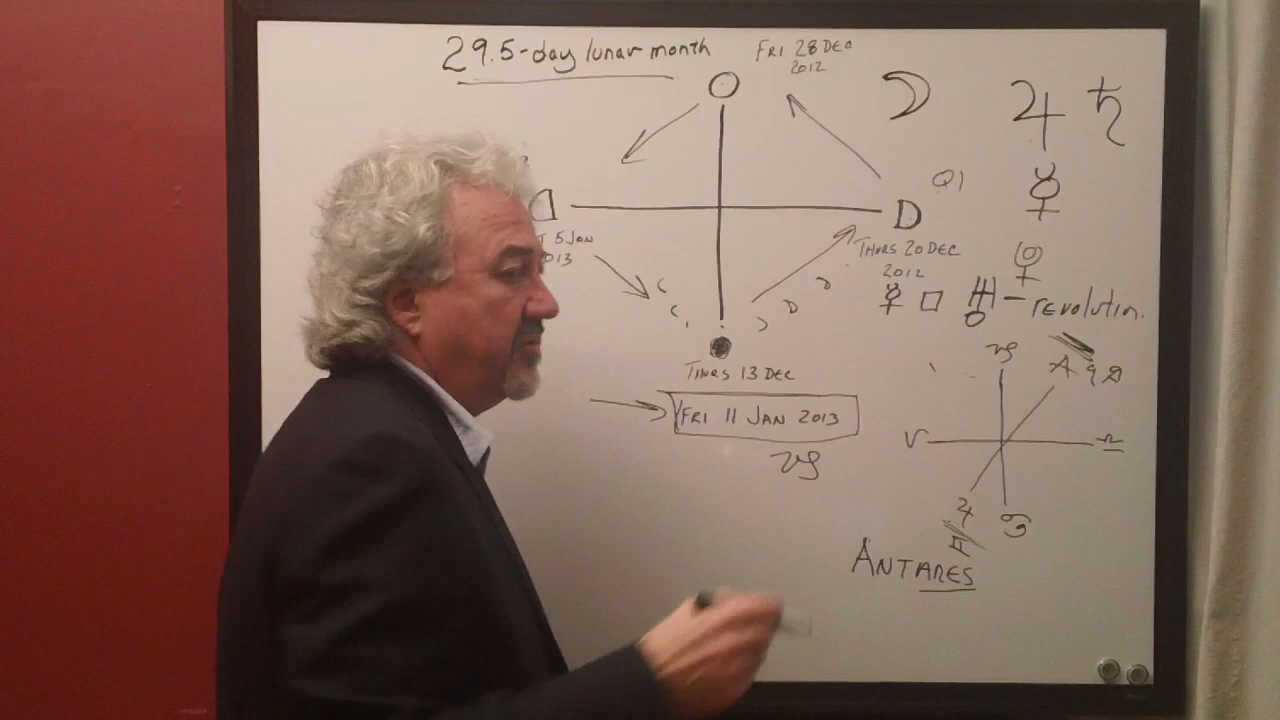 29.5-day lunar month
FRI 28 DEC
2012
☽ ♃ ♄
Q1
☿
D
5 JAN
THURS 20 DEC
2012
♀
☿ □ ♅ - revolution.
THURS 13 DEC
FRI 11 JAN 2013
♑
♑
A
♈ ♎
♃ ♋
ANTARES